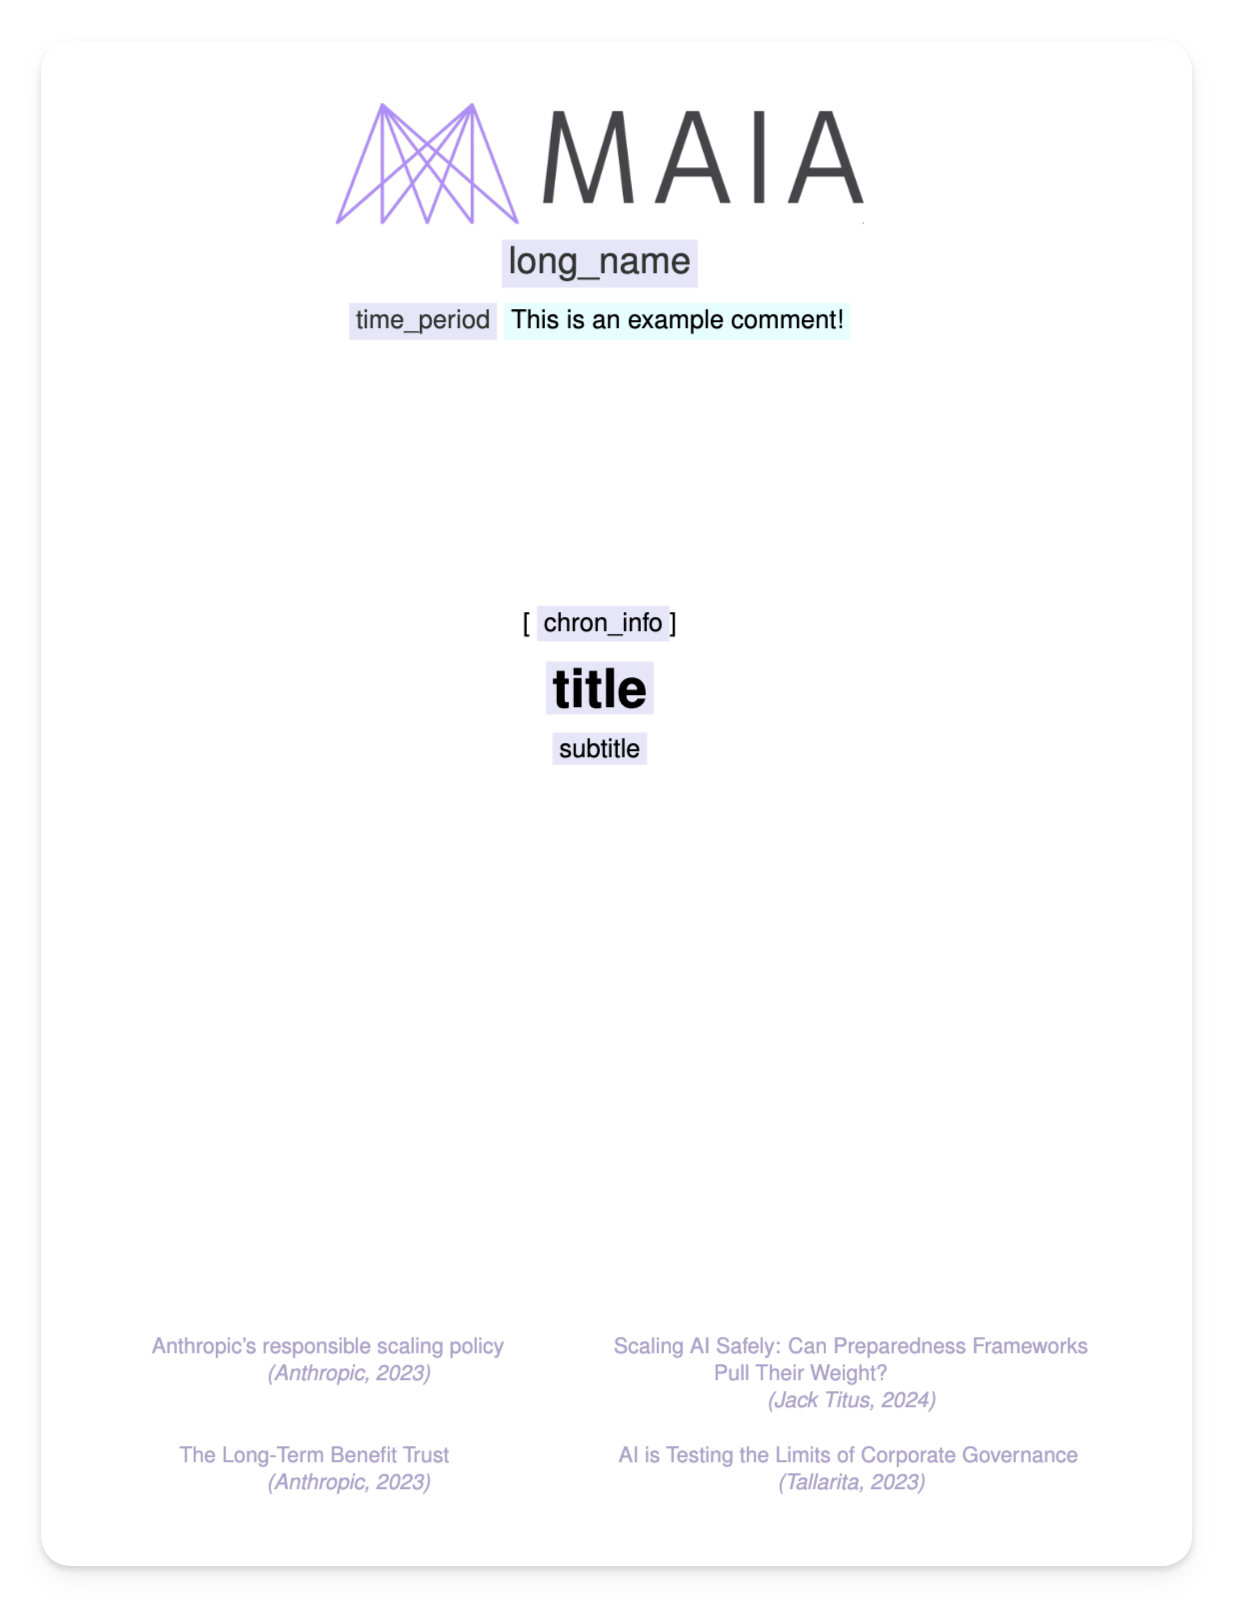 MAIA
long_name
time_period This is an example comment!
[ chron_info]
title
subtitle
Anthropic’s responsible scaling policy
(Anthropic, 2023)
Scaling AI Safely: Can Preparedness Frameworks
Pull Their Weight?
(Jack Titus, 2024)
The Long-Term Benefit Trust
(Anthropic, 2023)
AI is Testing the Limits of Corporate Governance
(Tallarita, 2023)